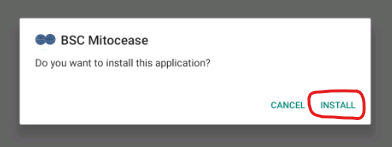 BSC Mitocease
Do you want to install this application?
CANCEL INSTALL